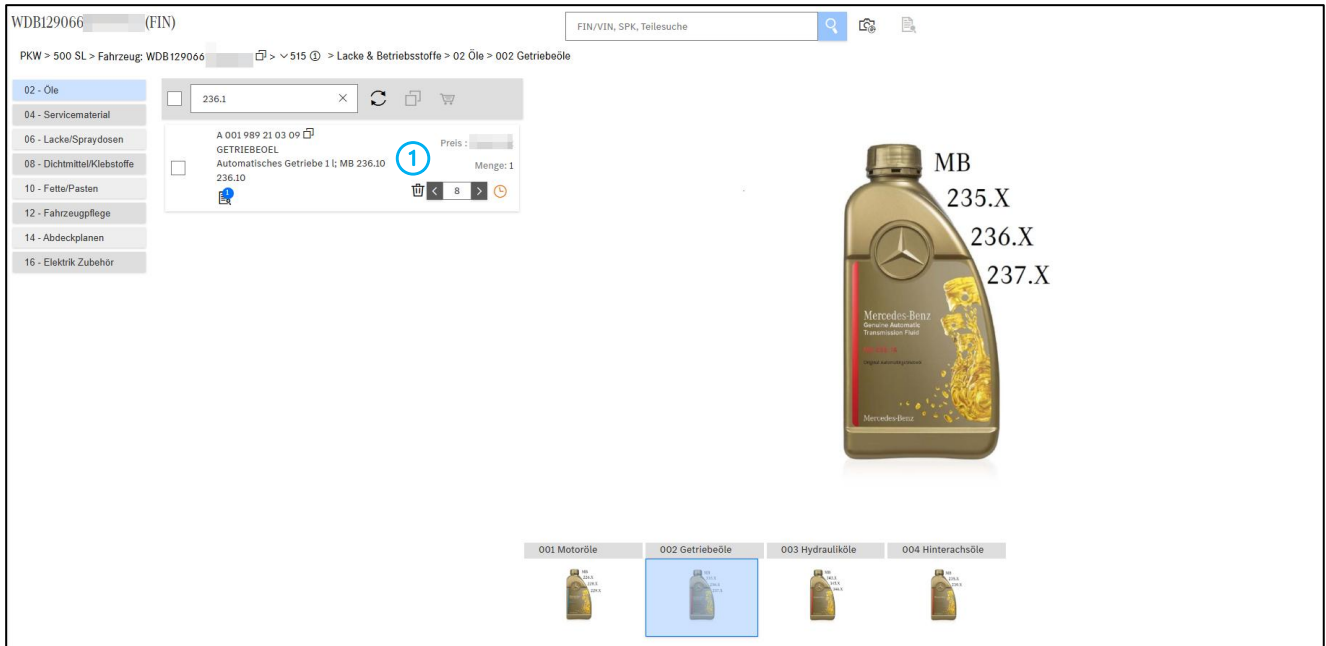 WDB129066 (FIN)
FIN/VIN, SPK, Teilesuche
PKW > 500 SL > Fahrzeug: WDB129066 > 515 ① > Lacke & Betriebsstoffe > 02 Öle > 002 Getriebeöle
02 - Öle
04 - Servicematerial
06 - Lacke/Spraydosen
08 - Dichtmittel/Klebstoffe
10 - Fette/Pasten
12 - Fahrzeugpflege
14 - Abdeckplanen
16 - Elektrik Zubehör
236.1
A 001 989 21 03 09
GETRIEBEOEL
Automatisches Getriebe 1 l; MB 236.10
236.10
1
Preis :
Menge: 1
1
8
MB
235.X
236.X
237.X
Mercedes-Benz
Genuine Automatic
Transmission Fluid
Mercedes-Benz
001 Motoröle
002 Getriebeöle
003 Hydrauliköle
004 Hinterachsöle